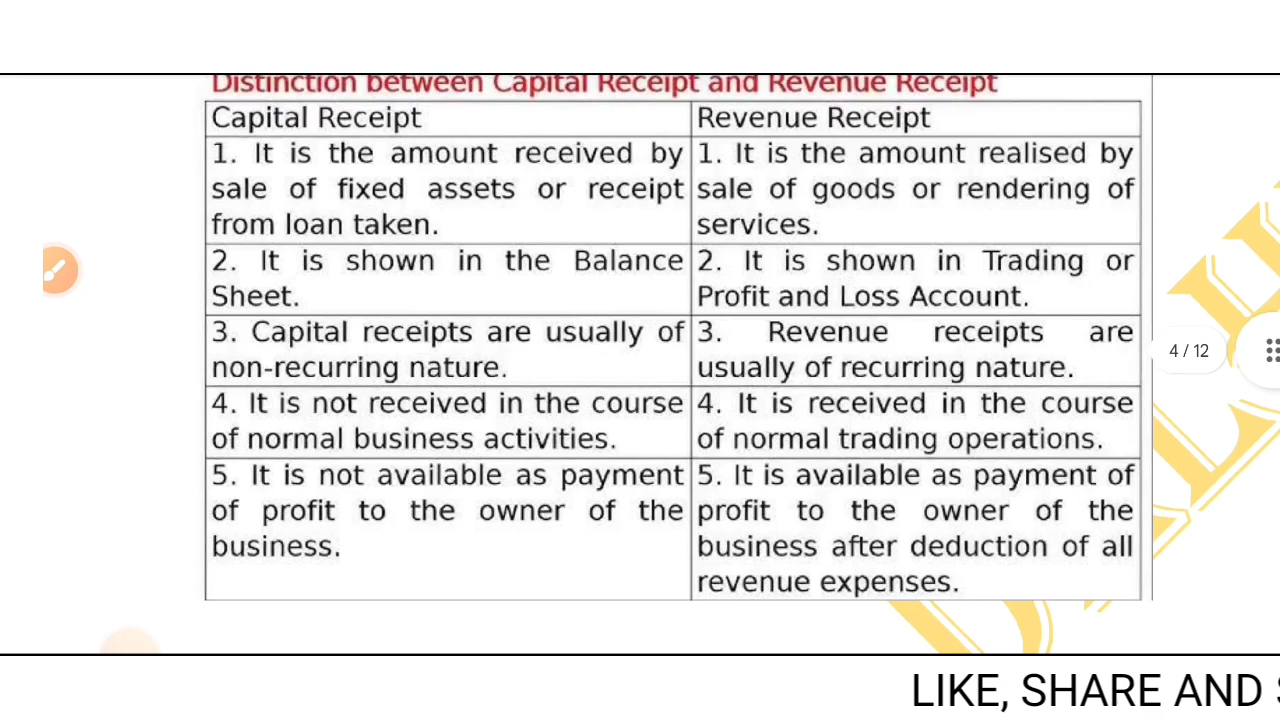 Distinction between Capital Receipt and Revenue Receipt
Capital Receipt
Revenue Receipt
1. It is the amount received by
sale of fixed assets or receipt
from loan taken.
1. It is the amount realised by
sale of goods or rendering of
services.
2. It is shown in the Balance
Sheet.
2. It is shown in Trading or
Profit and Loss Account.
3. Capital receipts are usually of
non-recurring nature.
3. Revenue receipts are
usually of recurring nature.
4. It is not received in the course
of normal business activities.
4. It is received in the course
of normal trading operations.
5. It is not available as payment
of profit to the owner of the
business.
5. It is available as payment of
profit to the owner of the
business after deduction of all
revenue expenses.
4 / 12
LIKE, SHARE AND